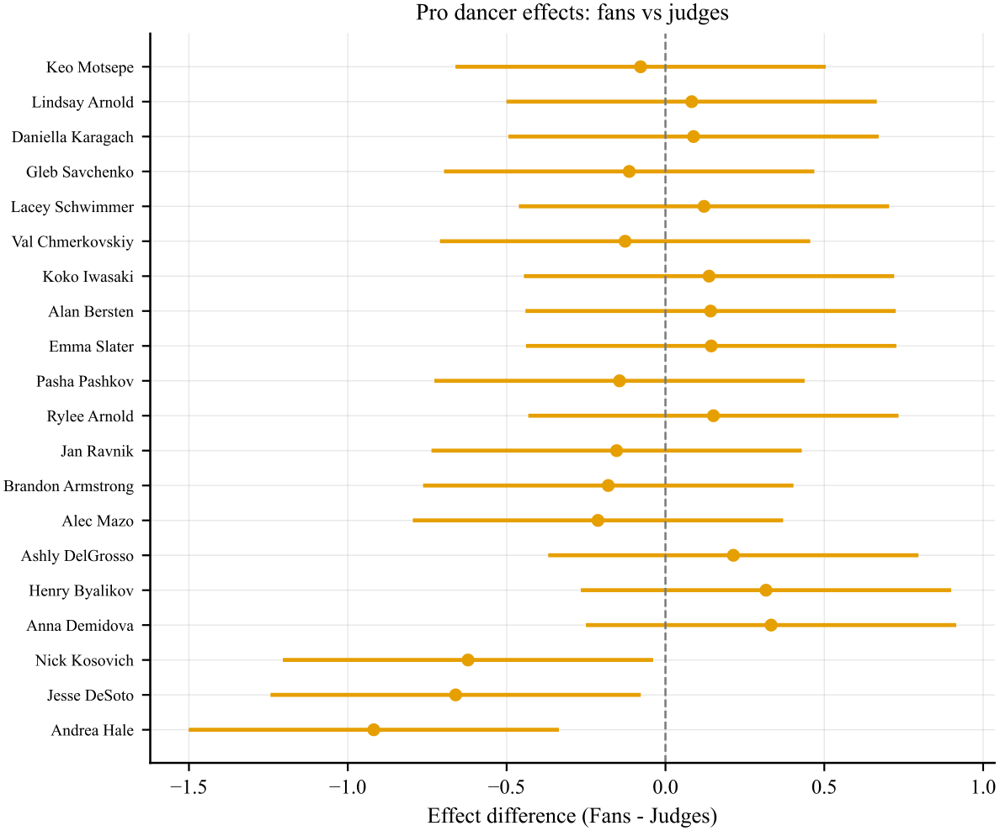 Pro dancer effects: fans vs judges
Keo Motsepe
Lindsay Arnold
Daniella Karagach
Gleb Savchenko
Lacey Schwimmer
Val Chmerkovskiy
Koko Iwasaki
Alan Bersten
Emma Slater
Pasha Pashkov
Rylee Arnold
Jan Ravnik
Brandon Armstrong
Alec Mazo
Ashly DelGrosso
Henry Byalikov
Anna Demidova
Nick Kosovich
Jesse DeSoto
Andrea Hale
−1.5 −1.0 −0.5 0.0 0.5 1.0
Effect difference (Fans - Judges)